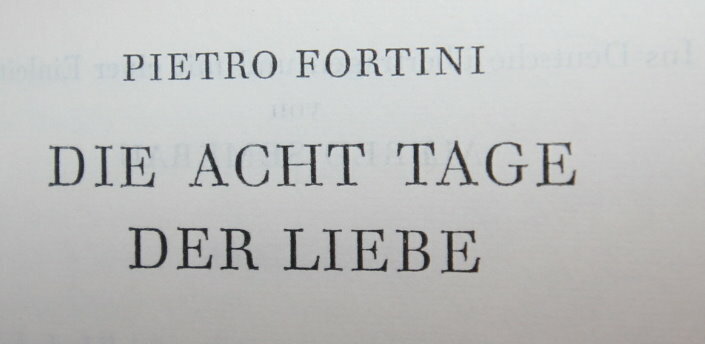 PIETRO FORTINI
DIE ACHT TAGE
DER LIEBE